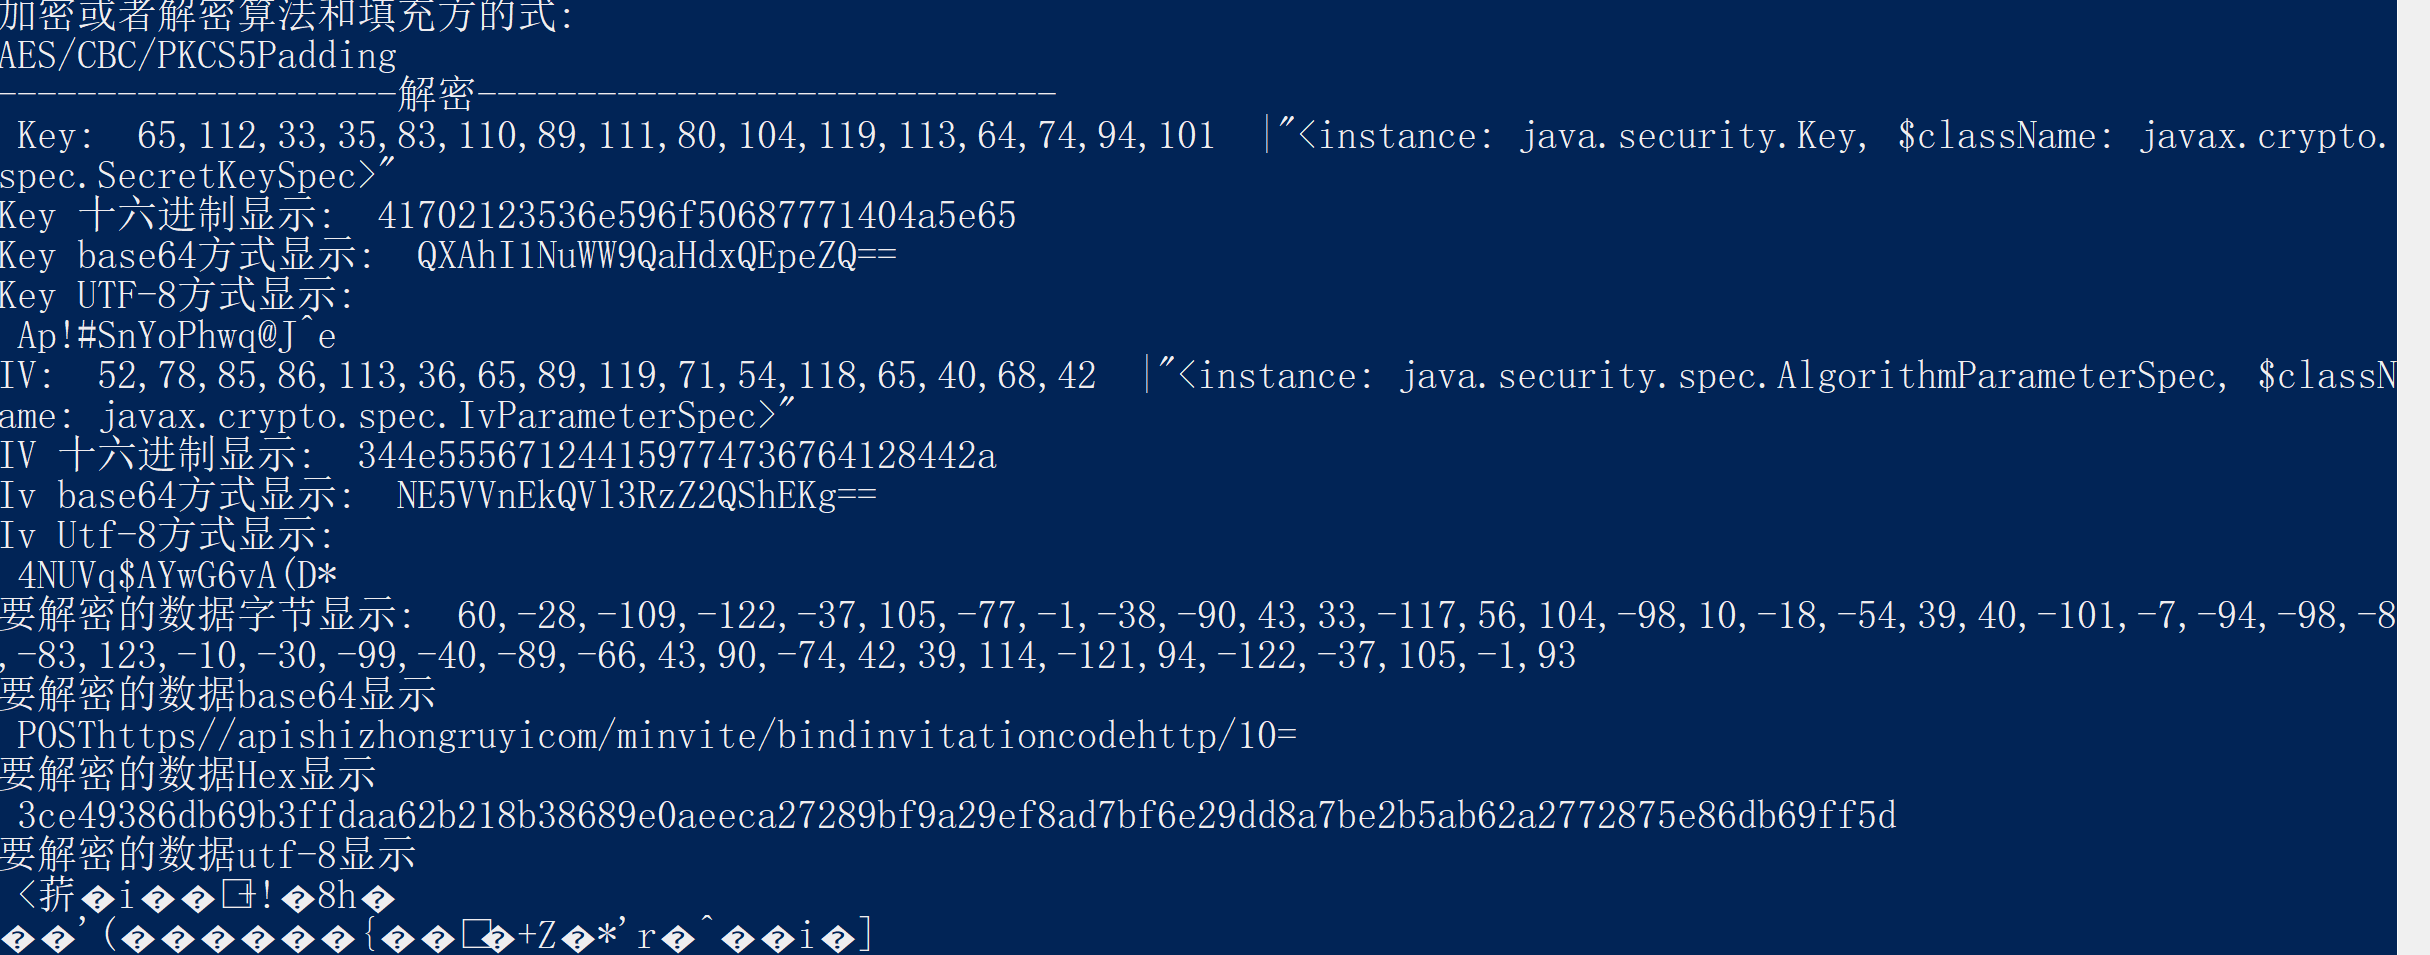 加密或者解密算法和填充方的式:
AES/CBC/PKCS5Padding
--------------------解密-----------------------------
Key:  65,112,33,35,83,110,89,111,80,104,119,113,64,74,94,101  |"<instance: java.security.Key, $className: javax.crypto.
spec.SecretKeySpec>"
Key 十六进制显示:  41702123536e596f50687771404a5e65
Key base64方式显示:  QXAhI1NuWW9QaHdxQEpeZQ==
Key UTF-8方式显示:
Ap!#SnYoPhwq@J^e
IV:  52,78,85,86,113,36,65,89,119,71,54,118,65,40,68,42  |"<instance: java.security.spec.AlgorithmParameterSpec, $classN
ame: javax.crypto.spec.IvParameterSpec>"
IV 十六进制显示:  344e555671244159774736764128442a
Iv base64方式显示:  NE5VVnEkQVl3RzZ2QShEKg==
Iv Utf-8方式显示:
4NUVq$AYwG6vA(D*
要解密的数据字节显示:  60,-28,-109,-122,-37,105,-77,-1,-38,-90,43,33,-117,56,104,-98,10,-18,-54,39,40,-101,-7,-94,-98,-8
,-83,123,-10,-30,-99,-40,-89,-66,43,90,-74,42,39,114,-121,94,-122,-37,105,-1,93
要解密的数据base64显示
POSThttps//apishizhongruyicom/minvite/bindinvitationcodehttp/10=
要解密的数据Hex显示
3ce49386db69b3ffdaa62b218b38689e0aeeca27289bf9a29ef8ad7bf6e29dd8a7be2b5ab62a2772875e86db69ff5d
要解密的数据utf-8显示
<䓆�i��ڦ+!�8h�
��'(������{��ا�+Z�*'r�^��i�]